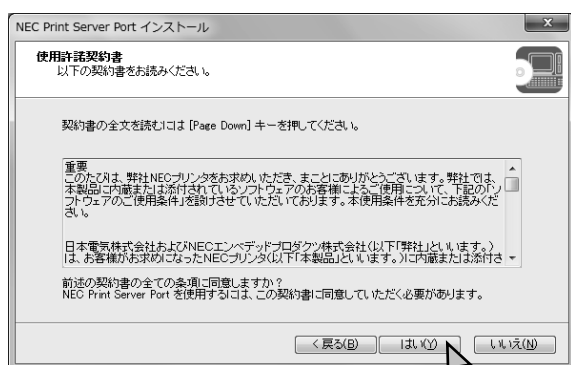 NEC Print Server Port インストール
使用許諾契約書
以下の契約書をお読みください。
契約書の全文を読むには [Page Down] キーを押してください。
重要
このたびは、弊社NECプリンタをお求めいただき、まことにありがとうございます。弊社では、
本製品に内蔵または添付されているソフトウェアのお客様によるご使用について、下記の「ソ
フトウェアのご使用条件」を設けさせていただいております。本使用条件を充分にお読みくだ
さい。
日本電気株式会社およびNECエンベデッドプロダクツ株式会社(以下「弊社」といいます。)
は、お客様がお求めになったNECプリンタ(以下「本製品」といいます。)に内蔵または添付さ
前述の契約書の全ての条項に同意しますか?
NEC Print Server Port を使用するには、この契約書に同意していただく必要があります。
< 戻る(B)
はい(Y)
いいえ(N)